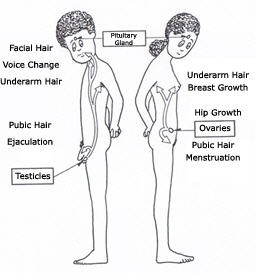 Pituitary
Gland
Facial Hair
Voice Change
Underarm Hair
Pubic Hair
Ejaculation
Testicles
Underarm Hair
Breast Growth
Hip Growth
Ovaries
Pubic Hair
Menstruation